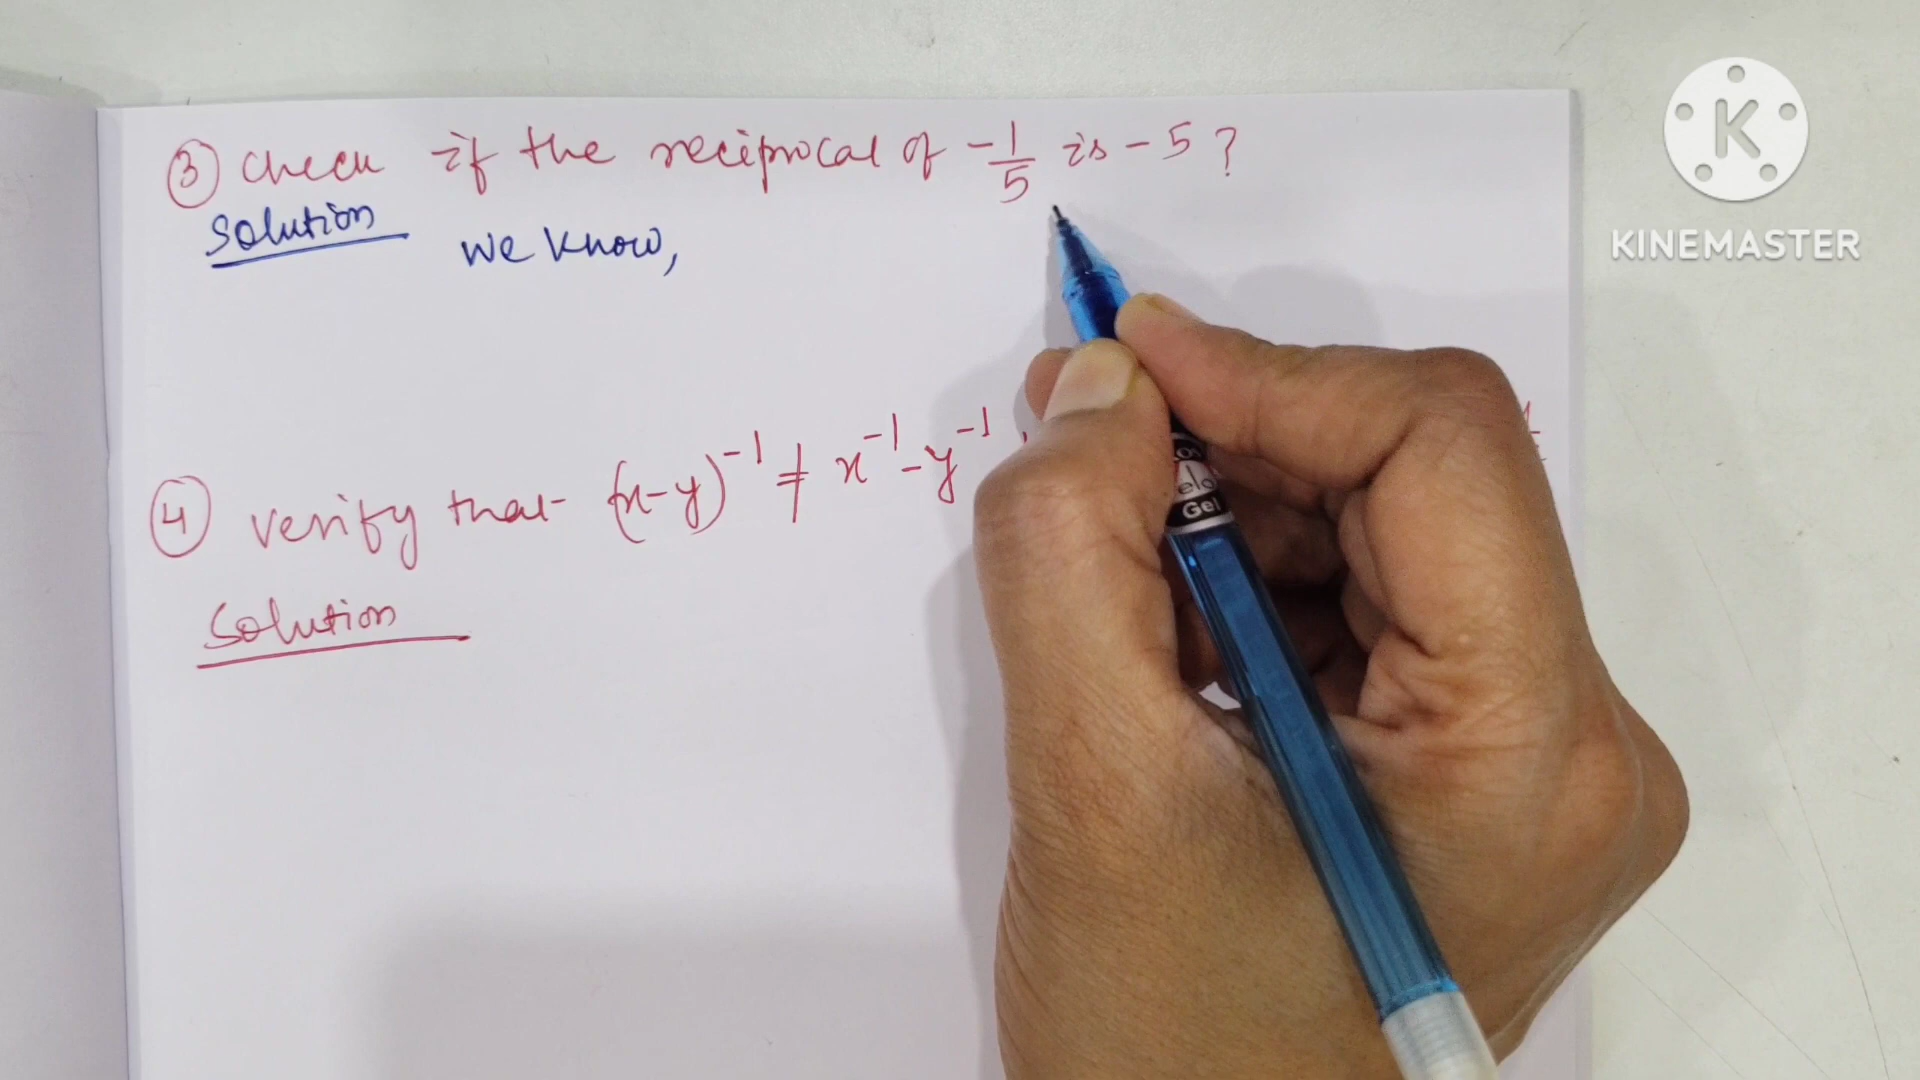 ③ check if the reciprocal of -1/5 is -5?
Solution We know,
④ verify that (x-y)⁻¹ ≠ x⁻¹-y⁻¹
Solution
K
KINEMASTER
Gel